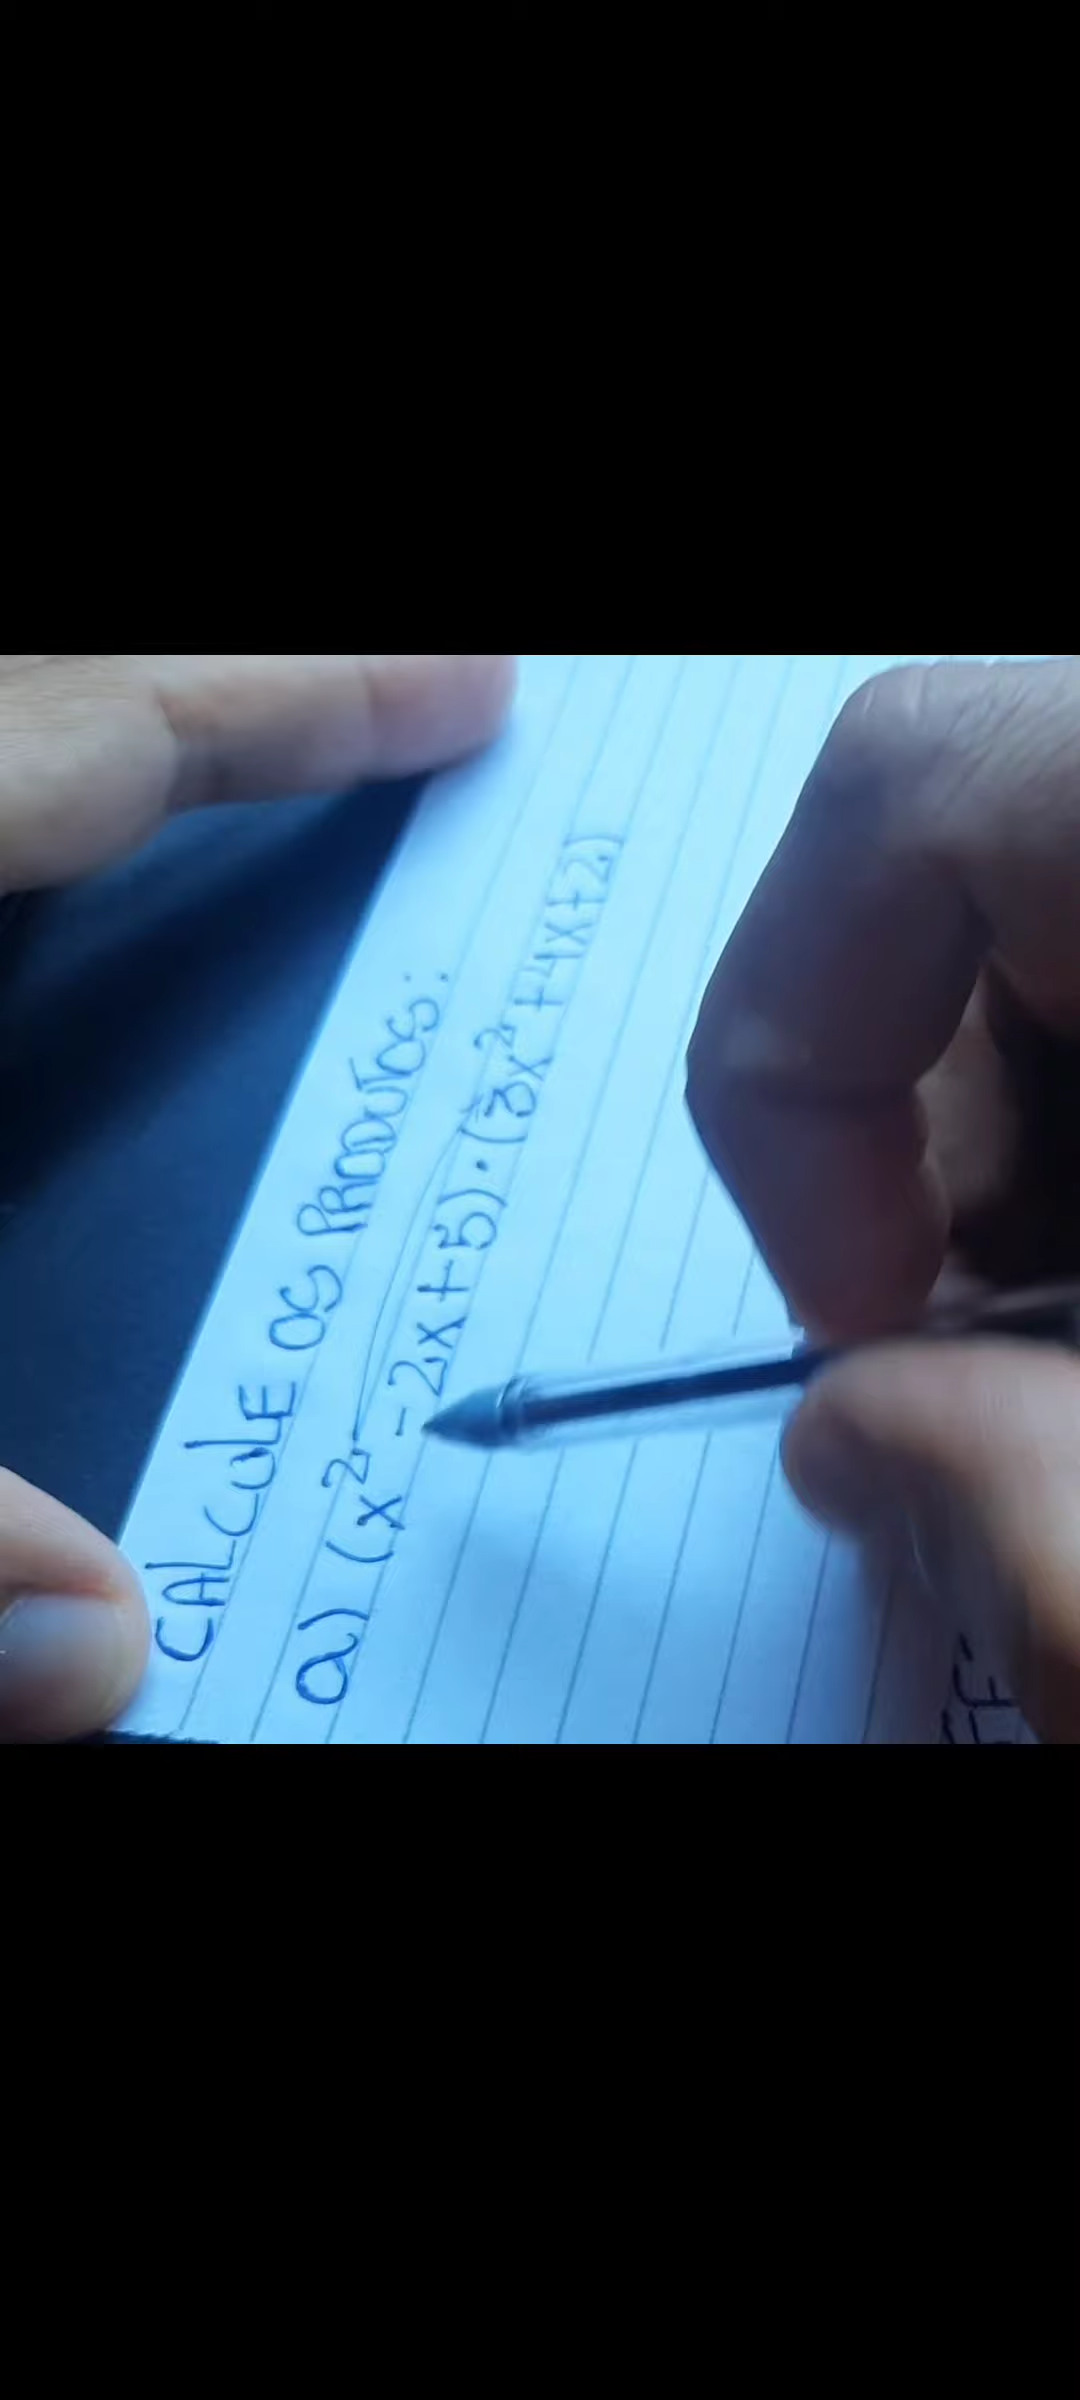 CALCULE OS PRODUTOS:
a) (x² - 2x + 5) · (3x² + 4x + 2)